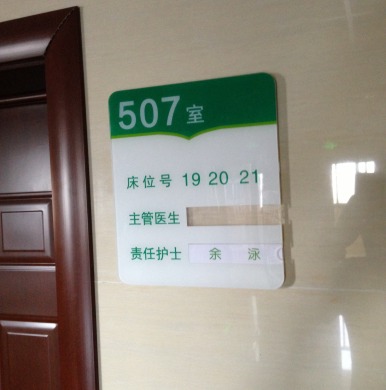 507室
床位号 19 20 21
主管医生
责任护士 余 泳